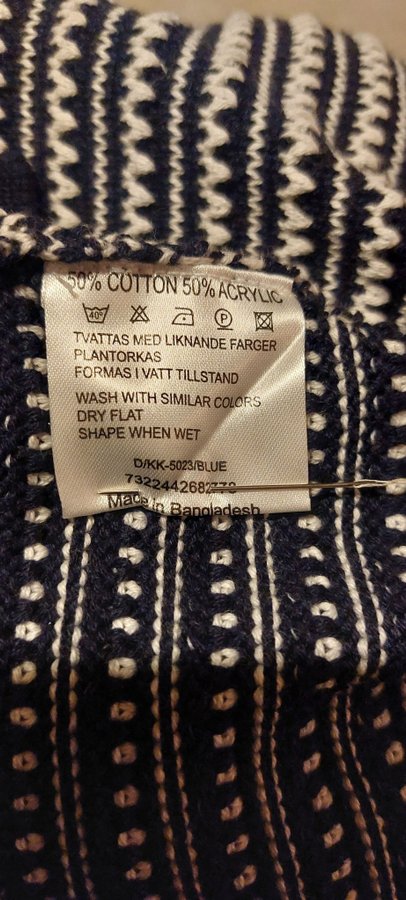 50% COTTON 50% ACRYLIC
40°
P
TVATTAS MED LIKNANDE FARGER
PLANTORKAS
FORMAS I VATT TILLSTAND
WASH WITH SIMILAR COLORS
DRY FLAT
SHAPE WHEN WET
D/KK-5023/BLUE
Made in Bangladesh